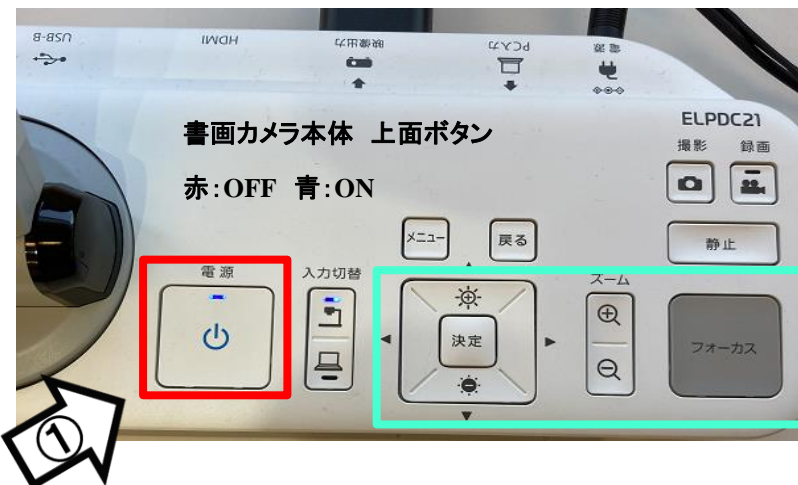 USB-B
HDMI
映像出力
PC入力
電源
ELPDC21
撮影 録画
書画カメラ本体 上面ボタン
赤:OFF 青:ON
メニュー
戻る
静止
電源
入力切替
ズーム
決定
フォーカス
①